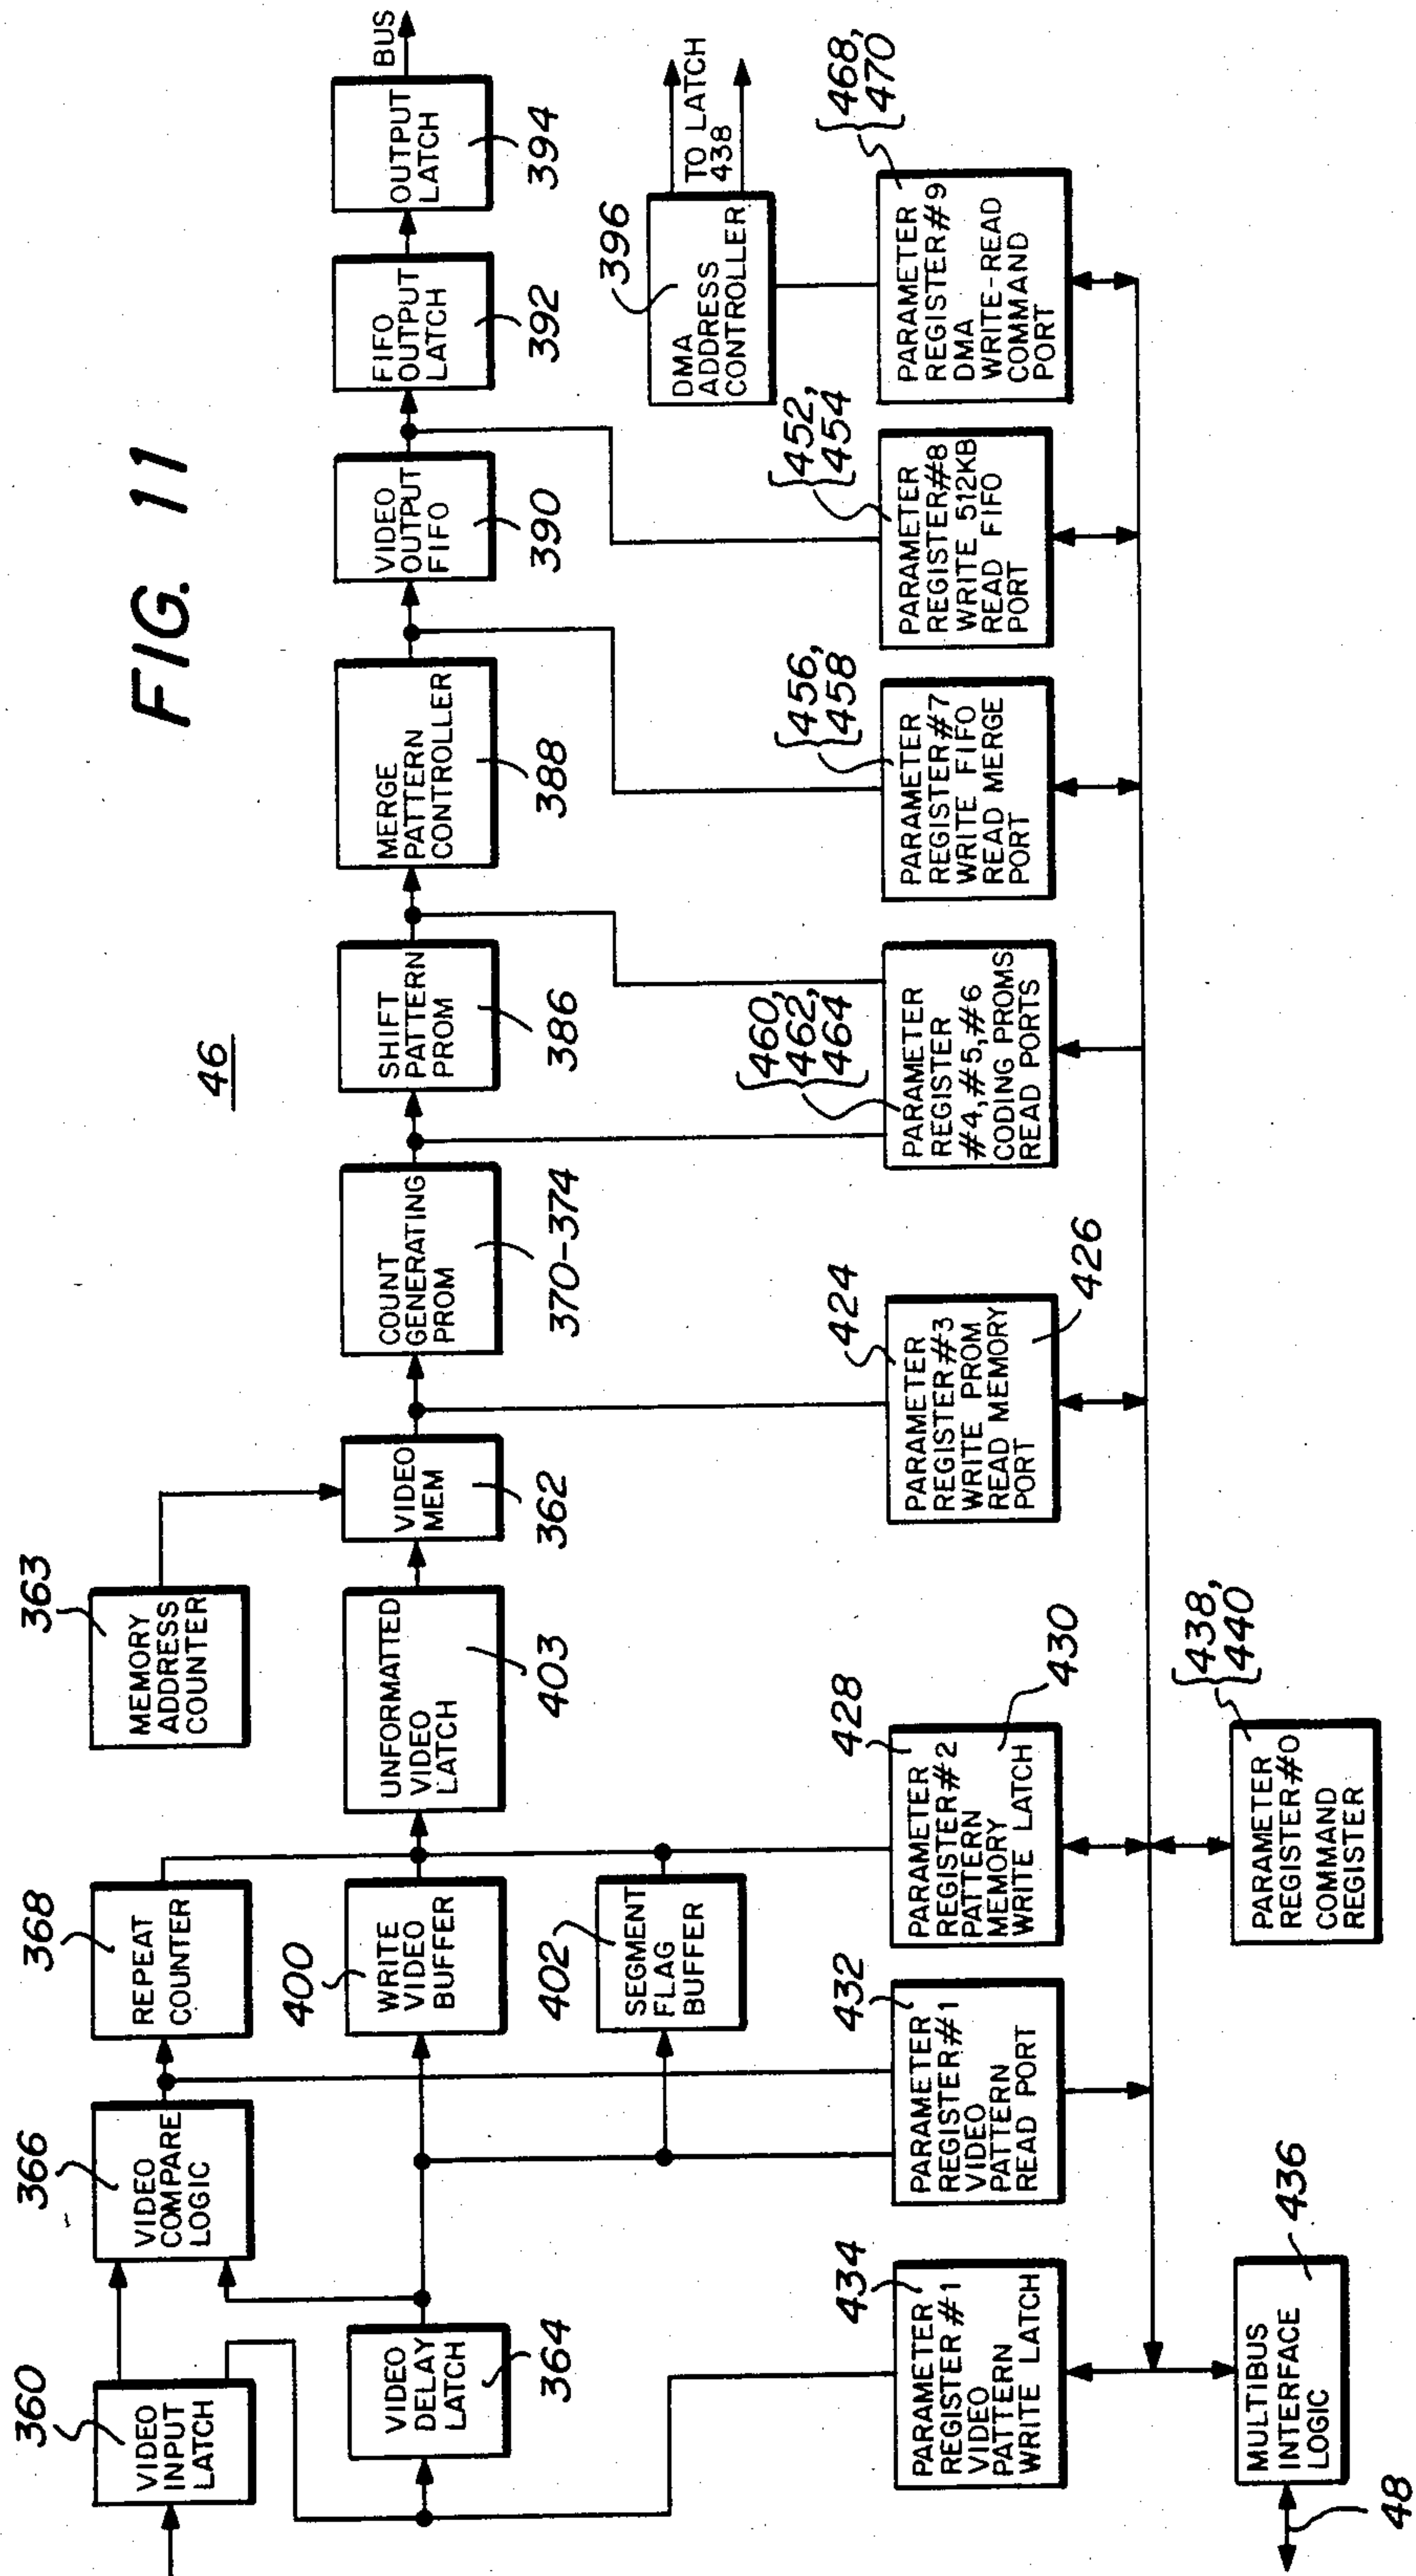 FIG. 11
46
360
VIDEO
INPUT
LATCH
366
VIDEO
COMPARE
LOGIC
368
REPEAT
COUNTER
363
MEMORY
ADDRESS
COUNTER
VIDEO
DELAY
LATCH
364
400
WRITE
VIDEO
BUFFER
402
SEGMENT
FLAG
BUFFER
UNFORMATTED
VIDEO
LATCH
403
VIDEO
MEM
362
COUNT
GENERATING
PROM
370-374
SHIFT
PATTERN
PROM
386
MERGE
PATTERN
CONTROLLER
388
VIDEO
OUTPUT
FIFO
390
FIFO
OUTPUT
LATCH
392
OUTPUT
LATCH
394
BUS
396
DMA
ADDRESS
CONTROLLER
TO LATCH
438
434
PARAMETER
REGISTER#1
VIDEO
PATTERN
WRITE LATCH
432
PARAMETER
REGISTER#1
VIDEO
PATTERN
READ PORT
428
PARAMETER
REGISTER#2
PATTERN
MEMORY
WRITE LATCH
430
424
PARAMETER
REGISTER#3
WRITE PROM
READ MEMORY
PORT
426
460,
462,
464
PARAMETER
REGISTER
#4,#5,#6
CODING PROMS
READ PORTS
456,
458
PARAMETER
REGISTER#7
WRITE FIFO
READ MERGE
PORT
452,
454
PARAMETER
REGISTER#8
WRITE 512KB
READ FIFO
PORT
468,
470
PARAMETER
REGISTER#9
DMA
WRITE-READ
COMMAND
PORT
MULTIBUS
INTERFACE
LOGIC
436
48
438,
440
PARAMETER
REGISTER#0
COMMAND
REGISTER